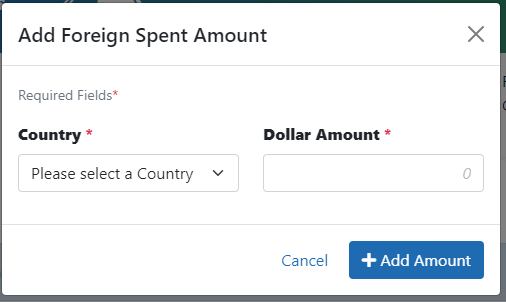 Add Foreign Spent Amount
Required Fields*
Country * Dollar Amount *
Please select a Country 0
Cancel + Add Amount